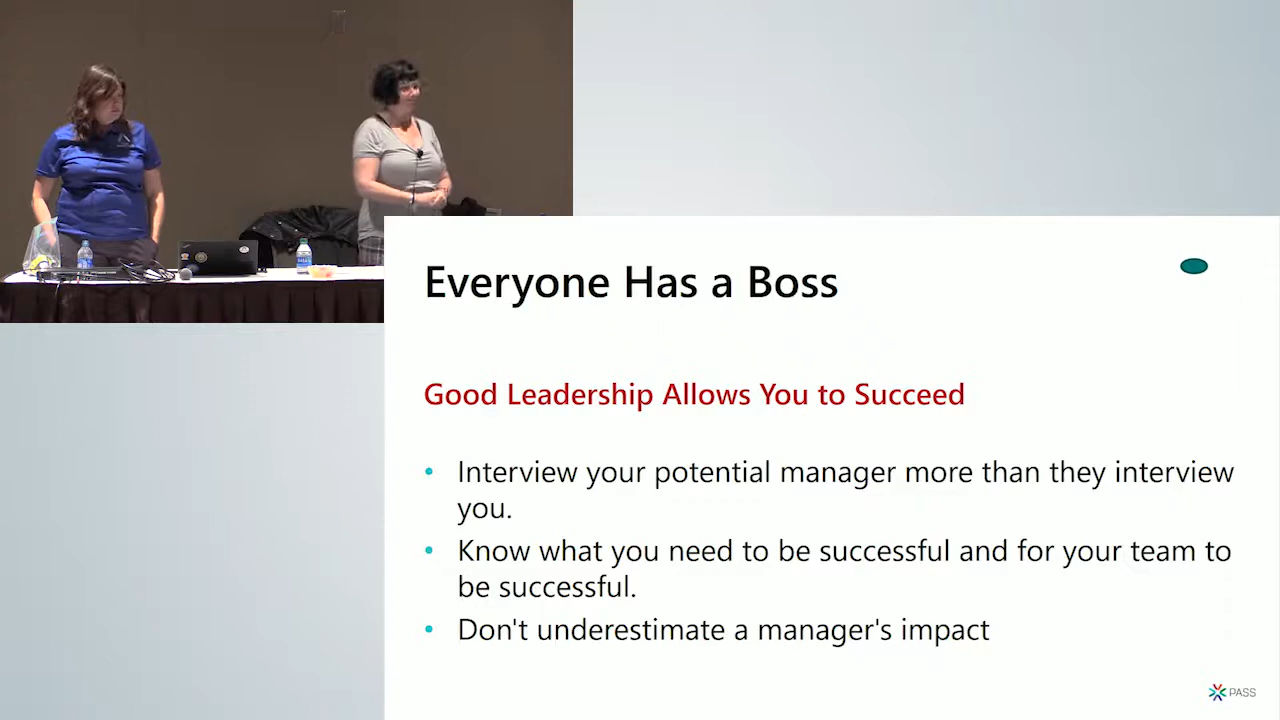 Everyone Has a Boss
Good Leadership Allows You to Succeed
• Interview your potential manager more than they interview
you.
• Know what you need to be successful and for your team to
be successful.
• Don't underestimate a manager's impact
PASS